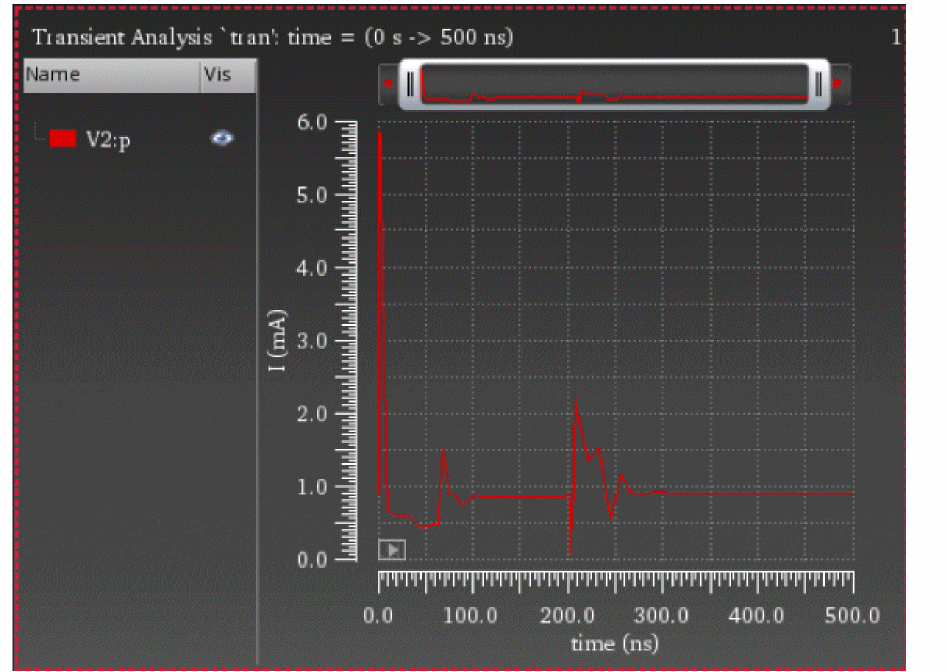 Transient Analysis `tran': time = (0 s -> 500 ns)
1
Name Vis
V2:p
6.0
5.0
4.0
3.0
2.0
1.0
0.0
I (mA)
0.0 100.0 200.0 300.0 400.0 500.0
time (ns)